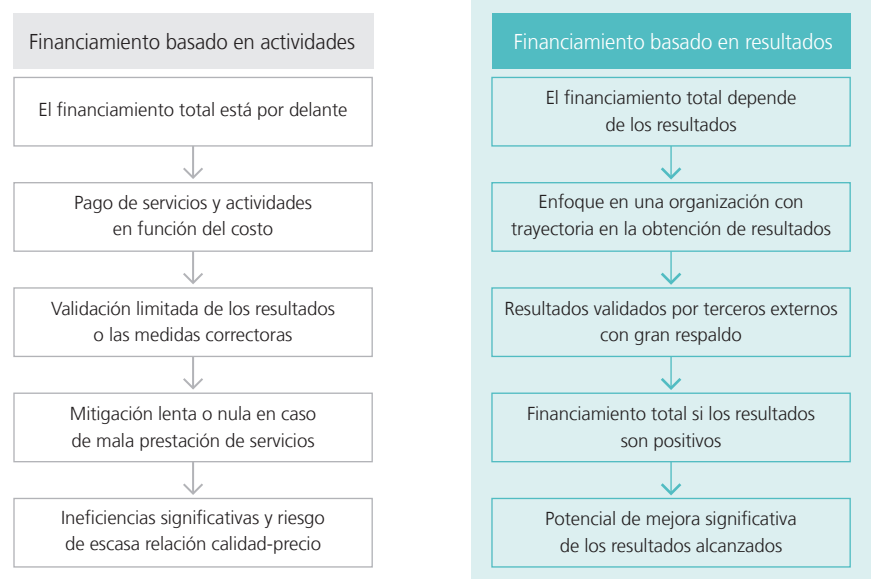 Financiamiento basado en actividades
El financiamiento total está por delante
Pago de servicios y actividades
en función del costo
Validación limitada de los resultados
o las medidas correctoras
Mitigación lenta o nula en caso
de mala prestación de servicios
Ineficiencias significativas y riesgo
de escasa relación calidad-precio
Financiamiento basado en resultados
El financiamiento total depende
de los resultados
Enfoque en una organización con
trayectoria en la obtención de resultados
Resultados validados por terceros externos
con gran respaldo
Financiamiento total si los resultados
son positivos
Potencial de mejora significativa
de los resultados alcanzados